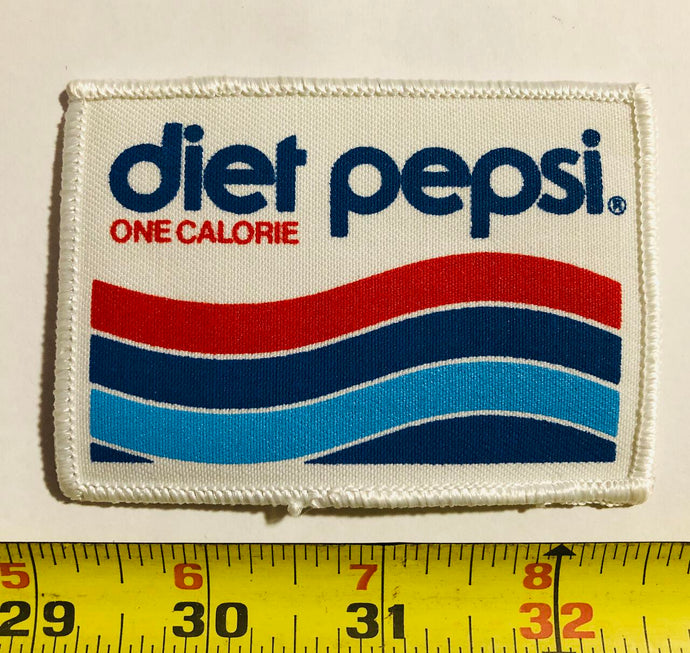 diet pepsi®
ONE CALORIE
5 6 7 8
29 30 31 32